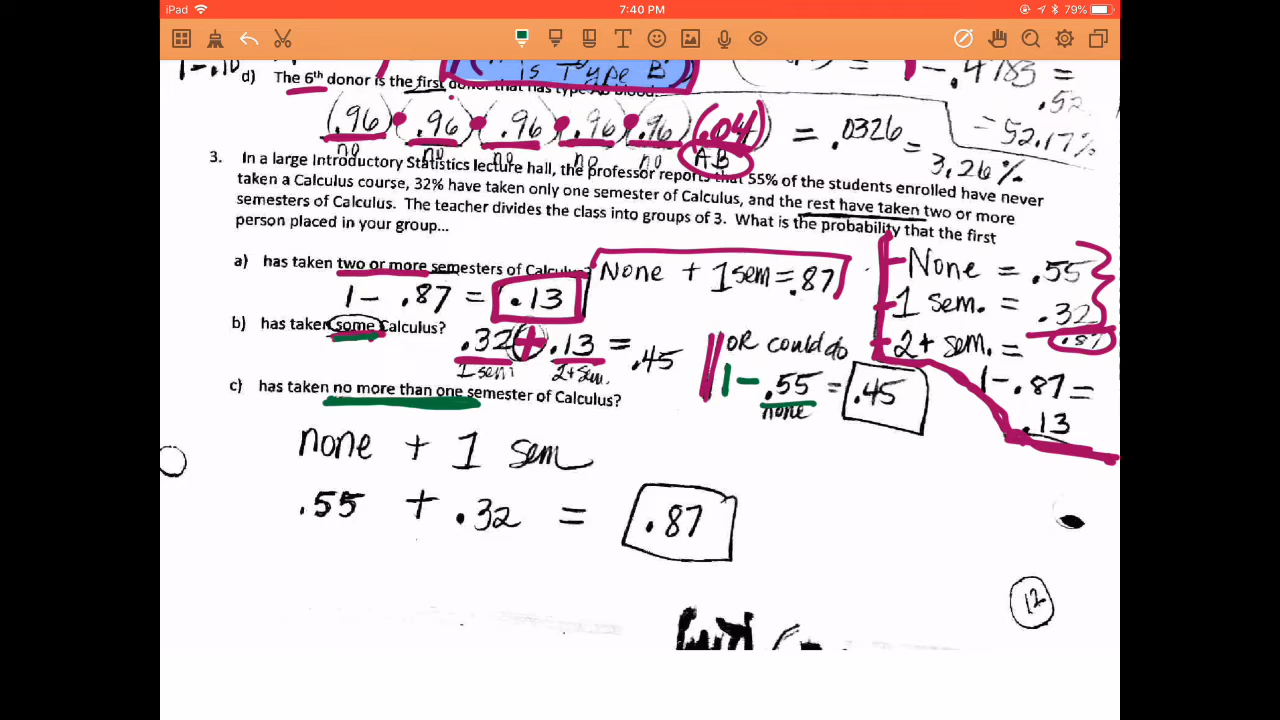 iPad
7:40 PM
79%
1-.10
is Type B
1-.4783 =
.52
= 52.17%
d) The 6th donor is the first donor that has type AB blood.
(.96)•(.96)•(.96)•(.96)•(.96)(.04) = .0326 = 3.26%
no no no no no AB
3. In a large Introductory Statistics lecture hall, the professor reports that 55% of the students enrolled have never
taken a Calculus course, 32% have taken only one semester of Calculus, and the rest have taken two or more
semesters of Calculus. The teacher divides the class into groups of 3. What is the probability that the first
person placed in your group...
a) has taken two or more semesters of Calculus?
None + 1sem = .87
1 - .87 = .13
None = .55
1 sem. = .32
.87
2+ sem. =
1-.87 =
.13
b) has taken some Calculus?
.32 + .13 = .45
1 sem 2+ sem.
OR could do
1 - .55 = .45
none
c) has taken no more than one semester of Calculus?
none + 1 sem
.55 + .32 = .87
12